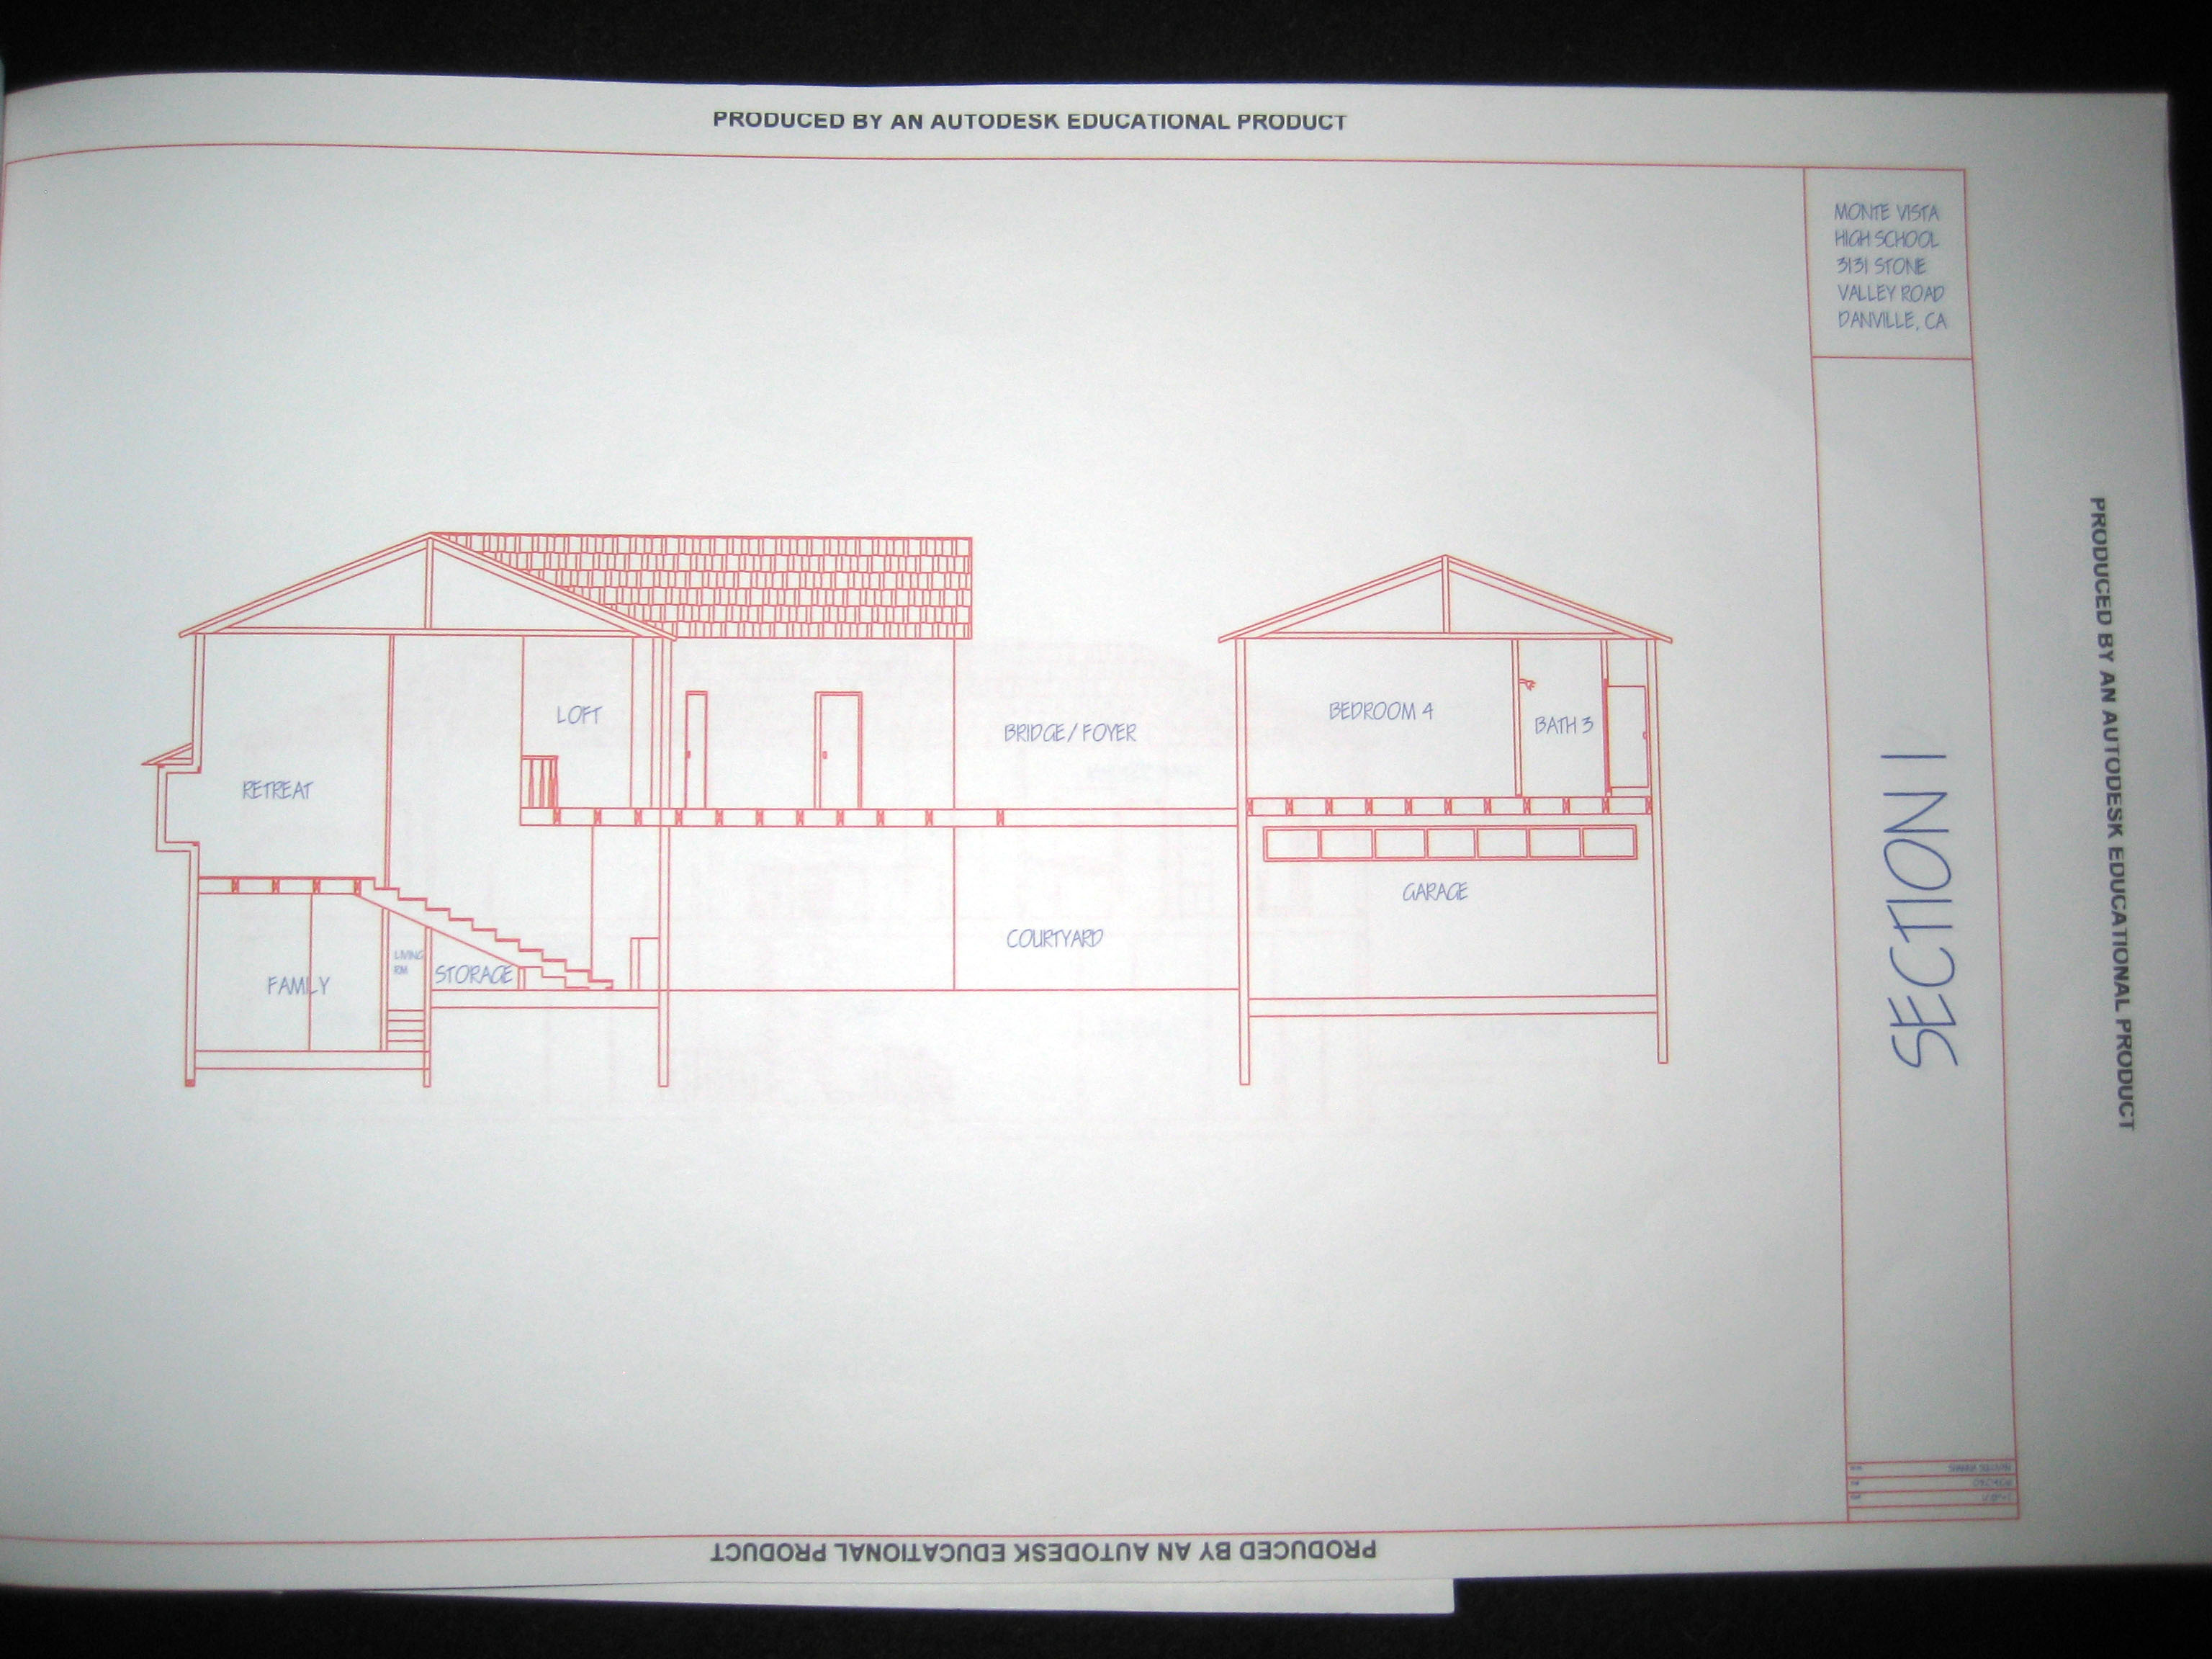 PRODUCED BY AN AUTODESK EDUCATIONAL PRODUCT
MONTE VISTA
HIGH SCHOOL
3131 STONE
VALLEY ROAD
DANVILLE, CA
LOFT
BRIDGE/FOYER
BEDROOM 4
BATH 3
RETREAT
GARAGE
COURTYARD
LIVING
RM
STORAGE
FAMILY
SECTION 1
PRODUCED BY AN AUTODESK EDUCATIONAL PRODUCT
PRODUCED BY AN AUTODESK EDUCATIONAL PRODUCT